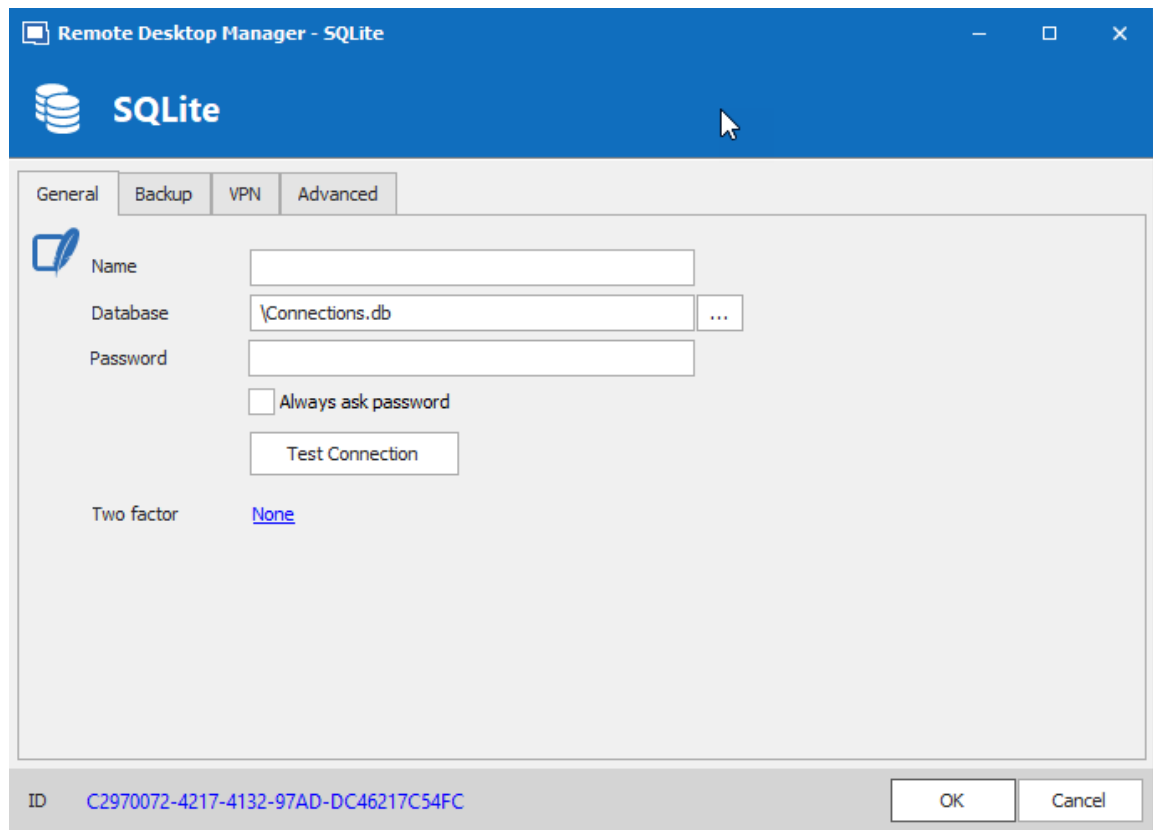 Remote Desktop Manager - SQLite
SQLite
General Backup VPN Advanced
Name
Database \Connections.db ...
Password
Always ask password
Test Connection
Two factor None
ID C2970072-4217-4132-97AD-DC46217C54FC OK Cancel